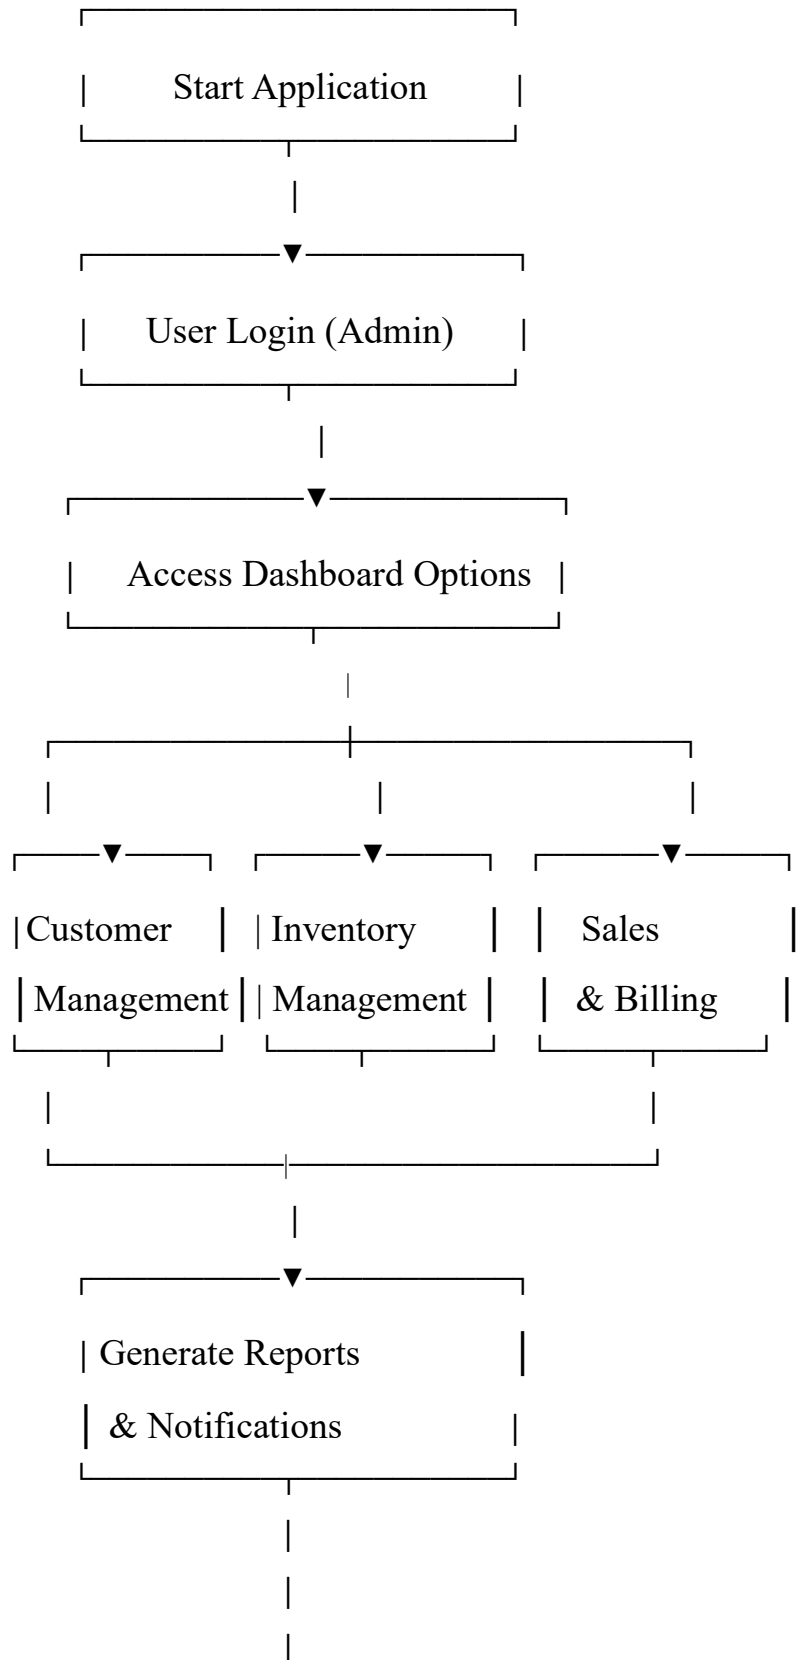 Start Application
User Login (Admin)
Access Dashboard Options
Customer Inventory Sales
Management Management & Billing
Generate Reports
& Notifications